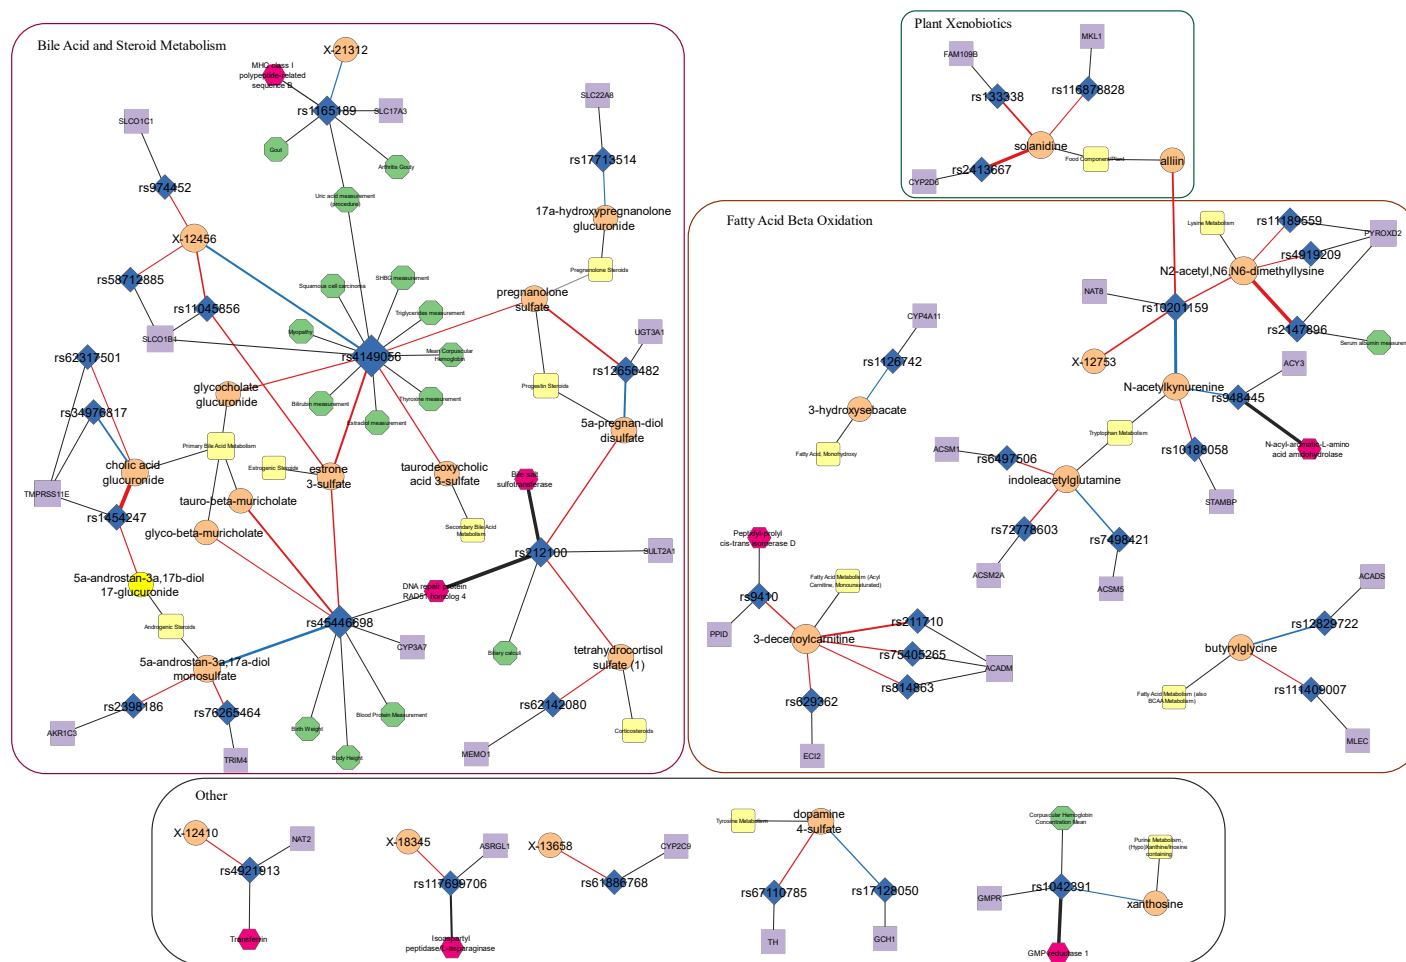 Bile Acid and Steroid Metabolism
X-21312
MHC class I
polypeptide-related
sequence B
rs1165189
SLC17A3
Gout
Arthritis Gouty
Uric acid measurement
(procedure)
SLCO1C1
rs974452
X-12456
rs58712885
rs11045856
SLCO1B1
SLC22A8
rs17713514
17a-hydroxypregnanolone
glucuronide
Pregnenolone Steroids
pregnanolone
sulfate
Squamous cell carcinoma
SHBG measurement
Triglycerides measurement
Myopathy
rs4149056
Mean Corpuscular
Hemoglobin
Bilirubin measurement
Thyroxine measurement
Estradiol measurement
UGT3A1
rs12656482
Progestin Steroids
5a-pregnan-diol
disulfate
rs62317501
rs34976817
glycocholate
glucuronide
Primary Bile Acid Metabolism
cholic acid
glucuronide
TMPRSS11E
rs1454247
Estrogenic Steroids
estrone
3-sulfate
taurodeoxycholic
acid 3-sulfate
tauro-beta-muricholate
glyco-beta-muricholate
Secondary Bile Acid
Metabolism
Bile salt
sulfotransferase
rs212100
SULT2A1
5a-androstan-3a,17b-diol
17-glucuronide
DNA repair protein
RAD51 homolog 4
Androgenic Steroids
rs45446698
CYP3A7
Biliary calculi
5a-androstan-3a,17a-diol
monosulfate
tetrahydrocortisol
sulfate (1)
rs2398186
rs76265464
AKR1C3
TRIM4
Birth Weight
Blood Protein Measurement
Body Height
rs62142080
MEMO1
Corticosteroids
Plant Xenobiotics
MKL1
FAM109B
rs133338
rs116878828
solanidine
Food Component/Plant
alliin
rs2413667
CYP2D6
Fatty Acid Beta Oxidation
Lysine Metabolism
rs11189559
PYROXD2
rs4919209
N2-acetyl,N6,N6-dimethyllysine
NAT8
rs10201159
rs2147896
Serum albumin measurement
X-12753
CYP4A11
rs1126742
3-hydroxysebacate
Fatty Acid, Monohydroxy
N-acetylkynurenine
ACY3
rs948445
Tryptophan Metabolism
N-acyl-aromatic-L-amino
acid amidohydrolase
rs10188058
STAMBP
ACSM1
rs6497506
indoleacetylglutamine
rs72778603
rs7498421
ACSM2A
ACSM5
Peptidyl-prolyl
cis-trans isomerase D
Fatty Acid Metabolism (Acyl
Carnitine, Monounsaturated)
rs9410
PPID
3-decenoylcarnitine
rs211710
rs75405265
ACADM
rs814863
rs629362
ECI2
ACADS
rs12829722
butyrylglycine
rs111409007
Fatty Acid Metabolism (also
BCAA Metabolism)
MLEC
Other
X-12410
NAT2
rs4921913
Transferrin
X-18345
ASRGL1
rs117699706
Isoaspartyl
peptidase/L-asparaginase
X-13658
CYP2C9
rs61886768
Tyrosine Metabolism
dopamine
4-sulfate
rs67110785
rs17128050
TH
GCH1
Corpuscular Hemoglobin
Concentration Mean
Purine Metabolism,
(Hypo)Xanthine/Inosine
containing
rs1042391
GMPR
xanthosine
GMP reductase 1